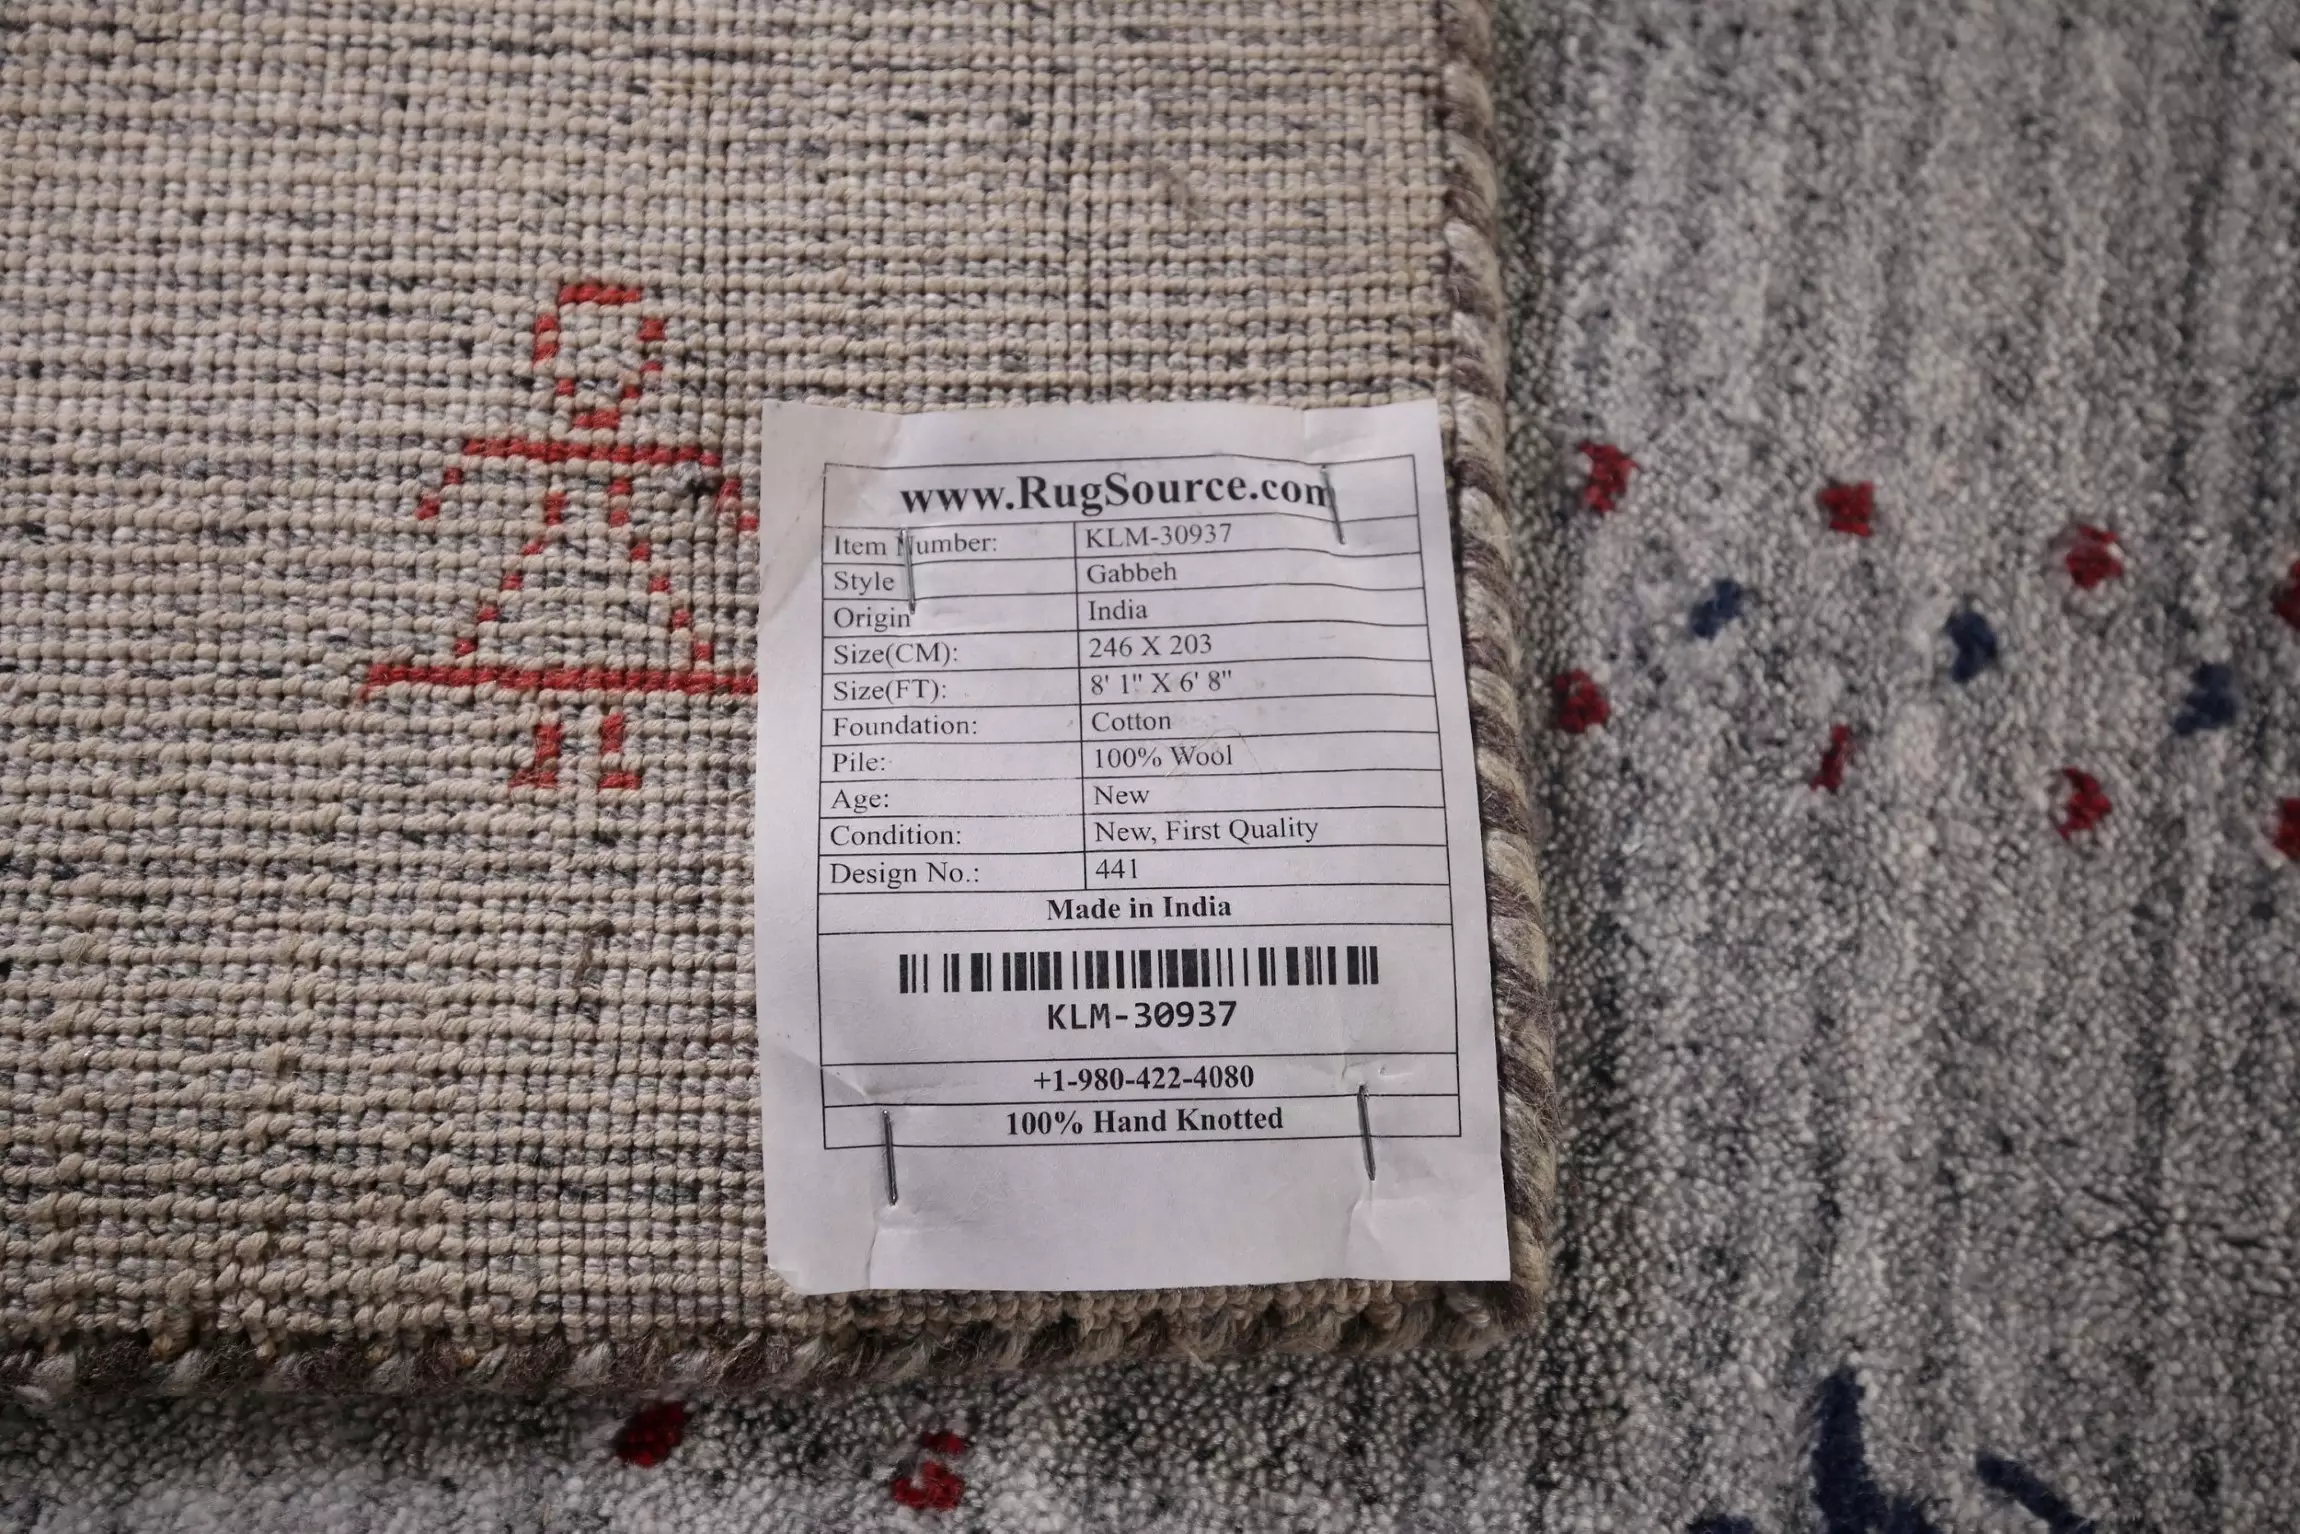 www.RugSource.com
Item Number: KLM-30937
Style Gabbeh
Origin India
Size(CM): 246 X 203
Size(FT): 8' 1" X 6' 8"
Foundation: Cotton
Pile: 100% Wool
Age: New
Condition: New, First Quality
Design No.: 441
Made in India
KLM-30937
+1-980-422-4080
100% Hand Knotted